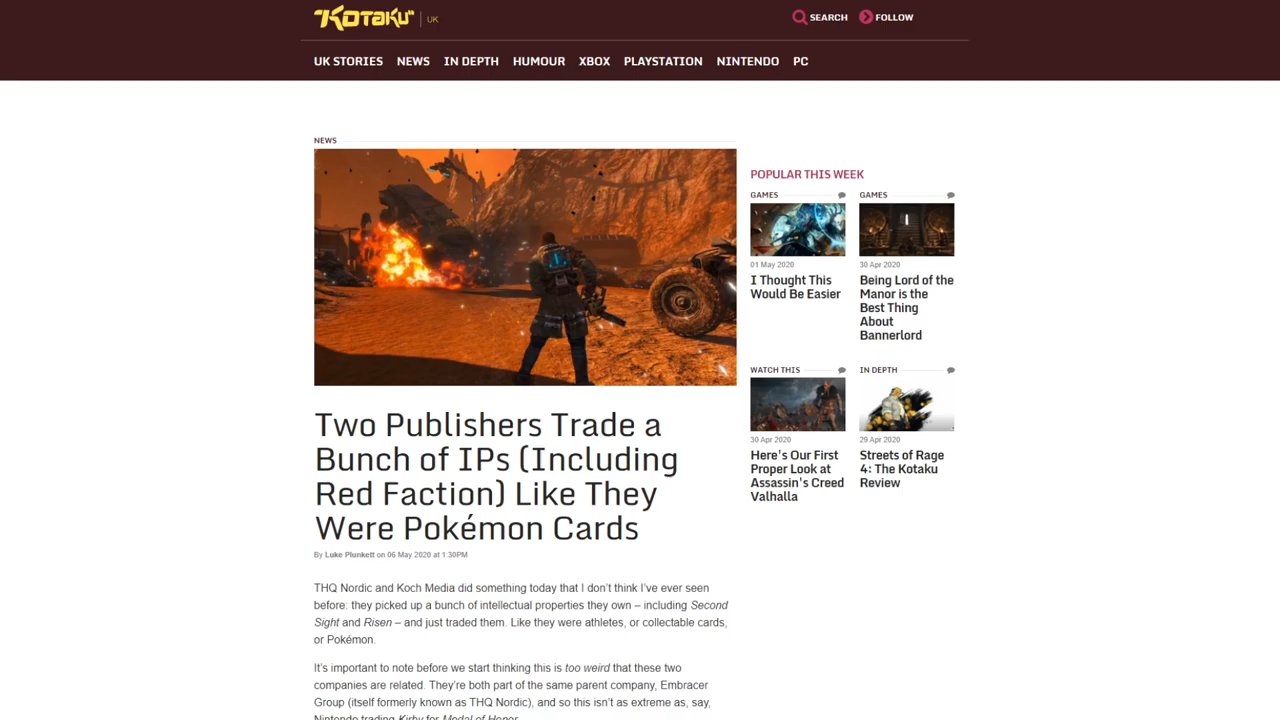 KOTAKU UK
SEARCH FOLLOW
UK STORIES NEWS IN DEPTH HUMOUR XBOX PLAYSTATION NINTENDO PC
NEWS
Two Publishers Trade a
Bunch of IPs (Including
Red Faction) Like They
Were Pokémon Cards
By Luke Plunkett on 06 May 2020 at 1:30PM
THQ Nordic and Koch Media did something today that I don't think I've ever seen
before: they picked up a bunch of intellectual properties they own – including Second
Sight and Risen – and just traded them. Like they were athletes, or collectable cards,
or Pokémon.
It's important to note before we start thinking this is too weird that these two
companies are related. They're both part of the same parent company, Embracer
Group (itself formerly known as THQ Nordic), and so this isn't as extreme as, say,
Nintendo trading Kirby for Medal of Honor.
POPULAR THIS WEEK
GAMES
01 May 2020
I Thought This
Would Be Easier
GAMES
30 Apr 2020
Being Lord of the
Manor is the
Best Thing
About
Bannerlord
WATCH THIS
30 Apr 2020
Here's Our First
Proper Look at
Assassin's Creed
Valhalla
IN DEPTH
29 Apr 2020
Streets of Rage
4: The Kotaku
Review